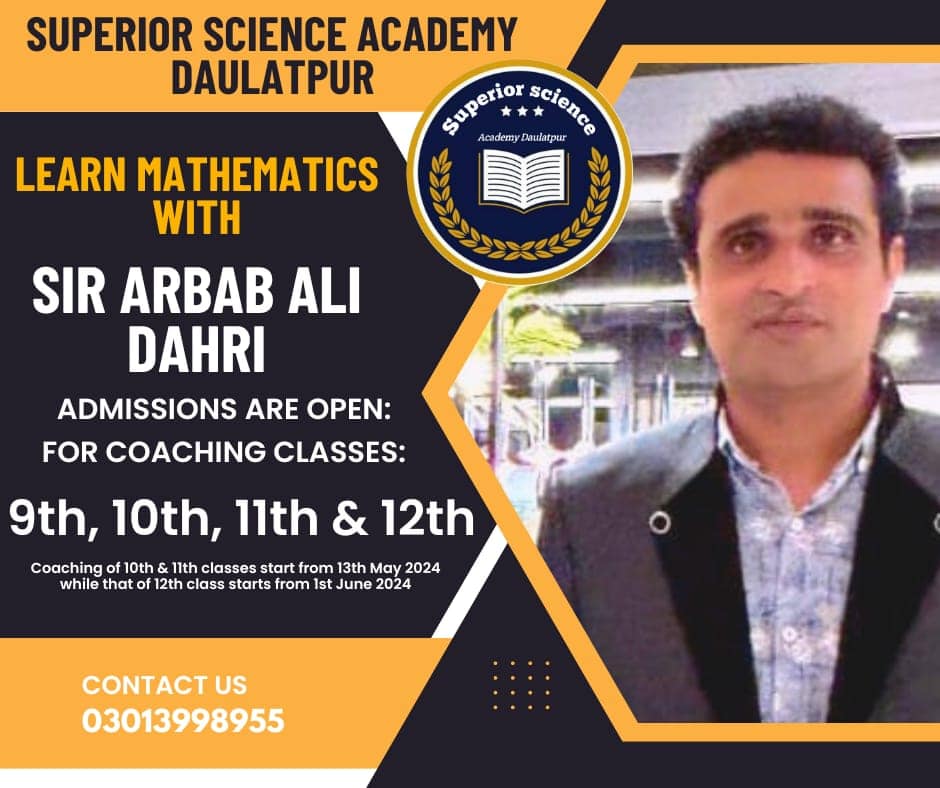 SUPERIOR SCIENCE ACADEMY
DAULATPUR
Superior science
Academy Daulatpur
LEARN MATHEMATICS
WITH
SIR ARBAB ALI
DAHRI
ADMISSIONS ARE OPEN:
FOR COACHING CLASSES:
9th, 10th, 11th & 12th
Coaching of 10th & 11th classes start from 13th May 2024
while that of 12th class starts from 1st June 2024
CONTACT US
03013998955